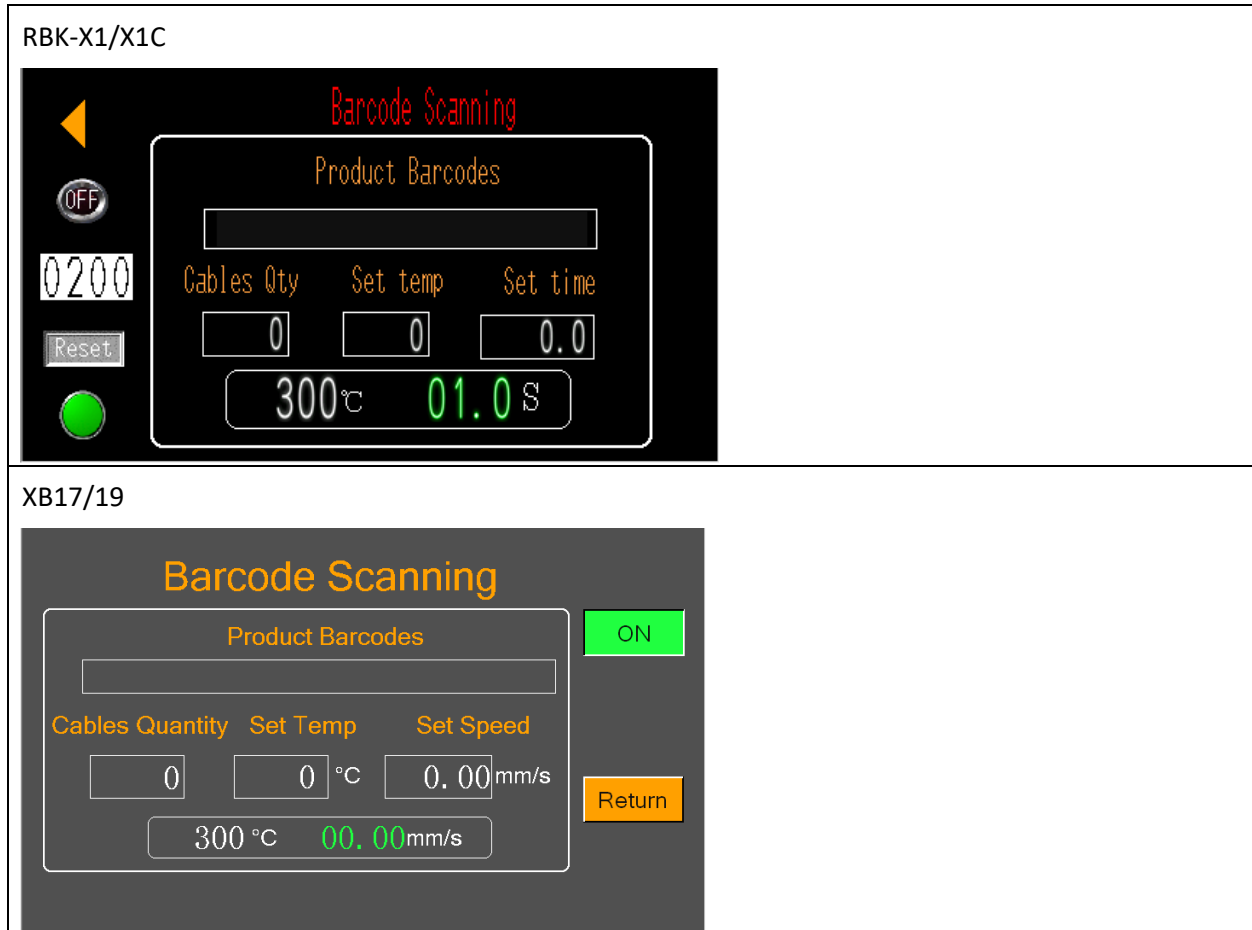 RBK-X1/X1C
Barcode Scanning
Product Barcodes
OFF
0200
Cables Qty Set temp Set time
0 0 0.0
Reset
300℃ 01.0 S
XB17/19
Barcode Scanning
Product Barcodes
ON
Cables Quantity Set Temp Set Speed
0 0 °C 0.00 mm/s
Return
300 °C 00.00mm/s